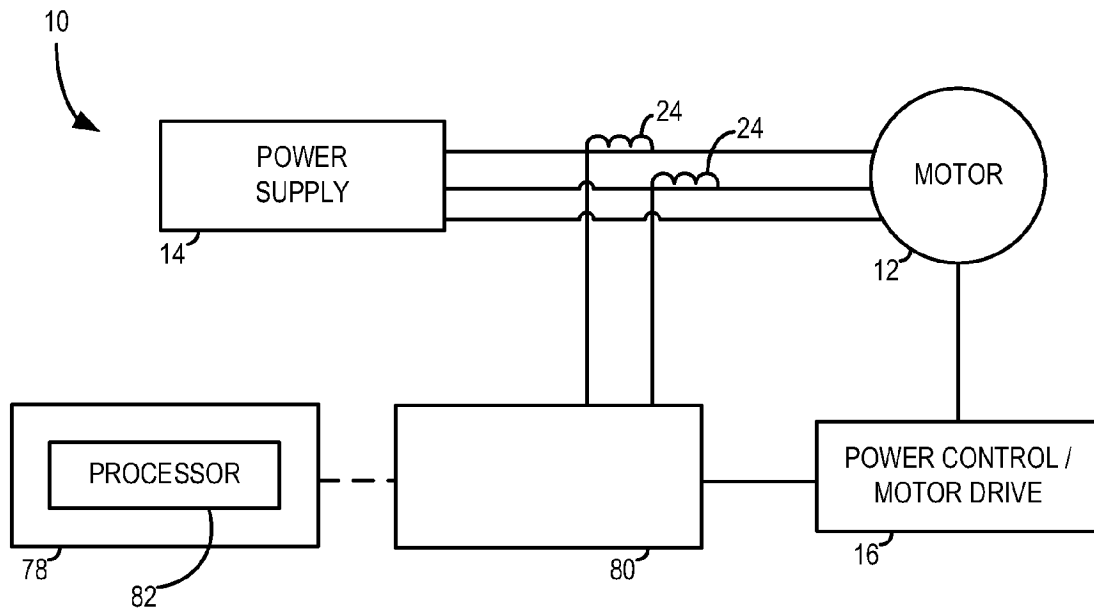 10
24
24
POWER
SUPPLY
MOTOR
14
12
PROCESSOR
POWER CONTROL /
MOTOR DRIVE
78
82
80
16